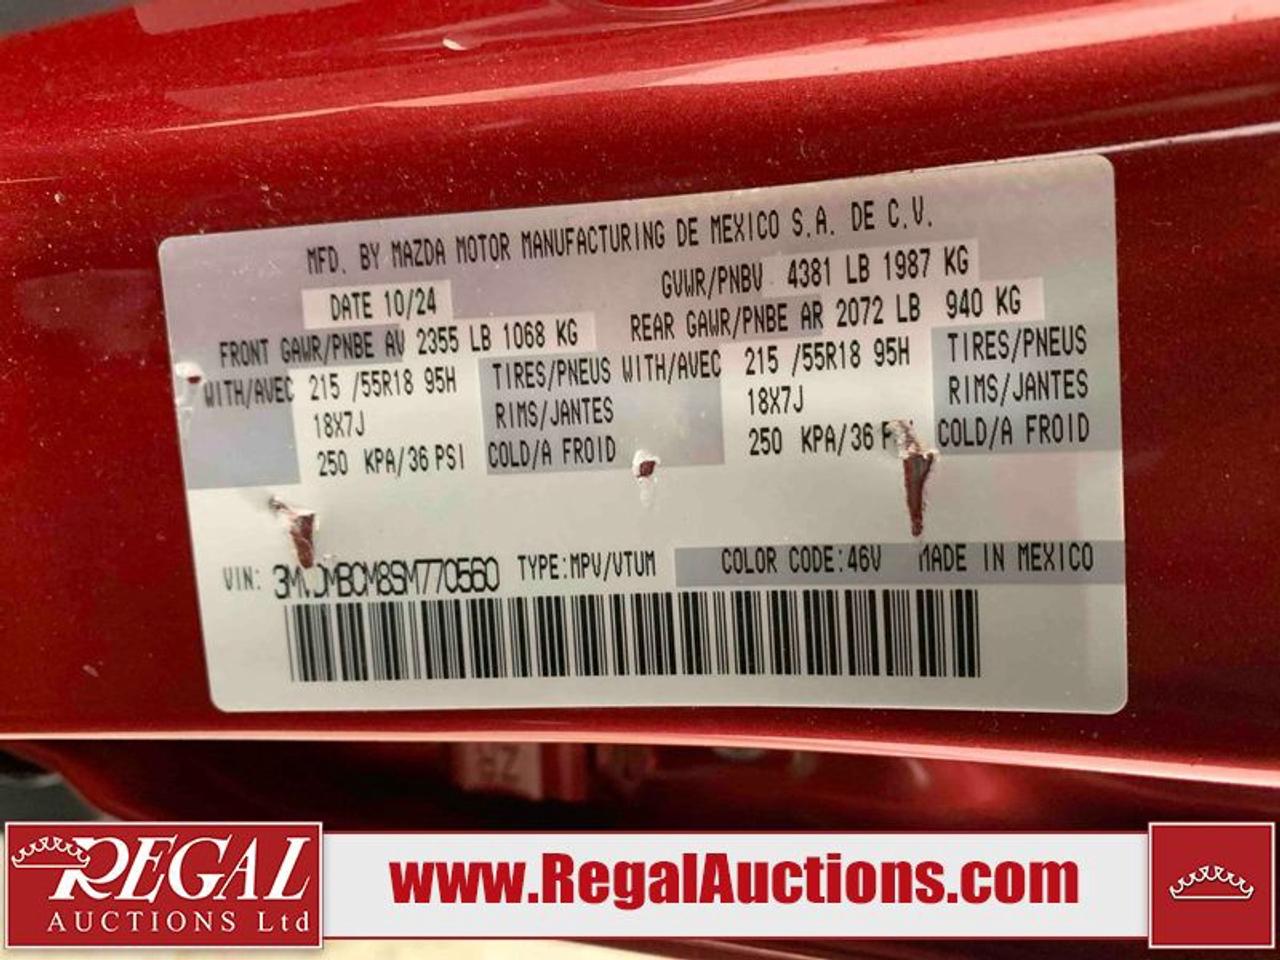 MFD. BY MAZDA MOTOR MANUFACTURING DE MEXICO S.A. DE C.V.
DATE 10/24 GVWR/PNBV 4381 LB 1987 KG
FRONT GAWR/PNBE AV 2355 LB 1068 KG REAR GAWR/PNBE AR 2072 LB 940 KG
WITH/AVEC 215 /55R18 95H TIRES/PNEUS WITH/AVEC 215 /55R18 95H TIRES/PNEUS
18X7J RIMS/JANTES 18X7J RIMS/JANTES
250 KPA/36 PSI COLD/A FROID 250 KPA/36 COLD/A FROID
VIN: TYPE:MPV/VTUM COLOR CODE:46V MADE IN MEXICO
REGAL
AUCTIONS Ltd
www.RegalAuctions.com